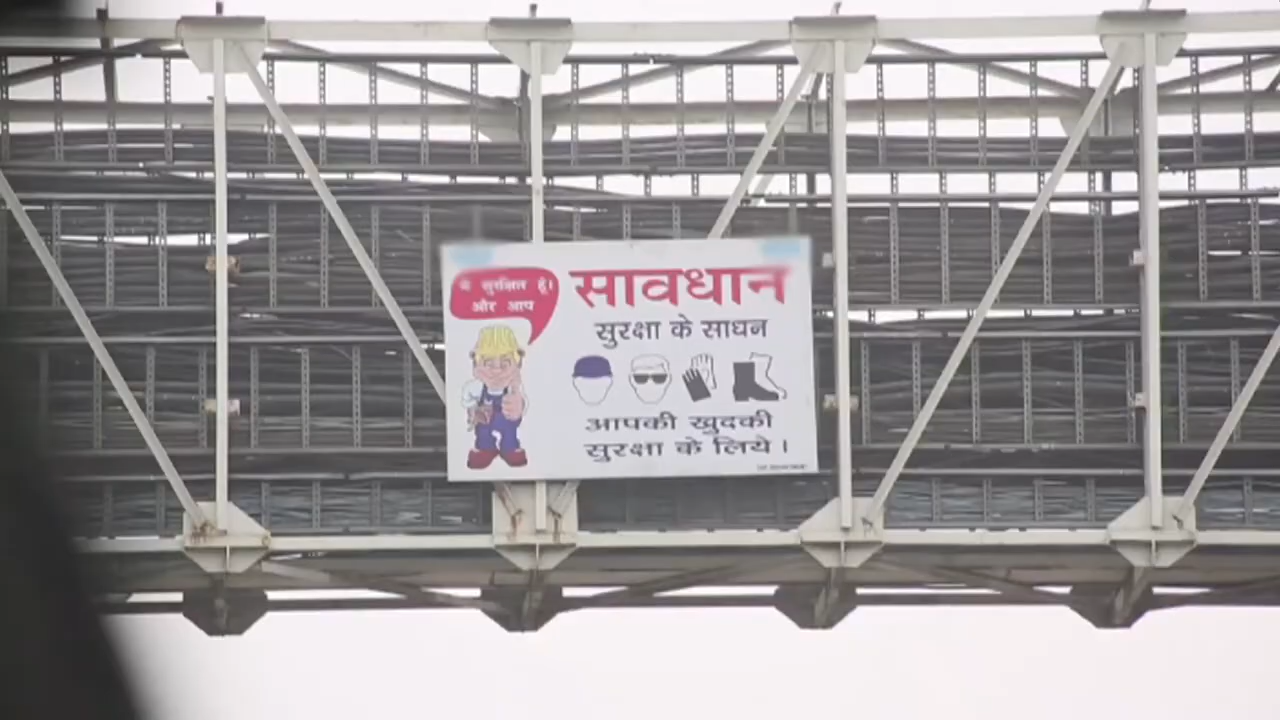 मैं सुरक्षित हूँ।
और आप
सावधान
सुरक्षा के साधन
आपकी खुदकी
सुरक्षा के लिये।